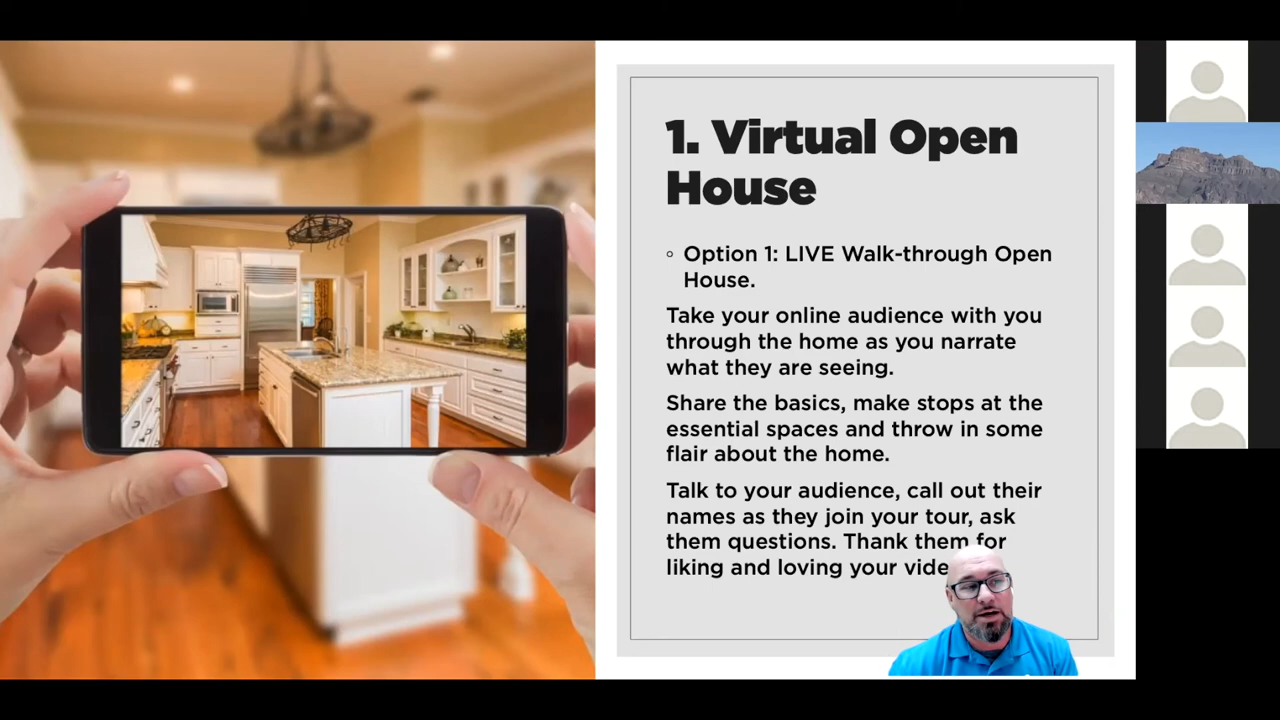 1. Virtual Open
House
Option 1: LIVE Walk-through Open
House.
Take your online audience with you
through the home as you narrate
what they are seeing.
Share the basics, make stops at the
essential spaces and throw in some
flair about the home.
Talk to your audience, call out their
names as they join your tour, ask
them questions. Thank them for
liking and loving your vide